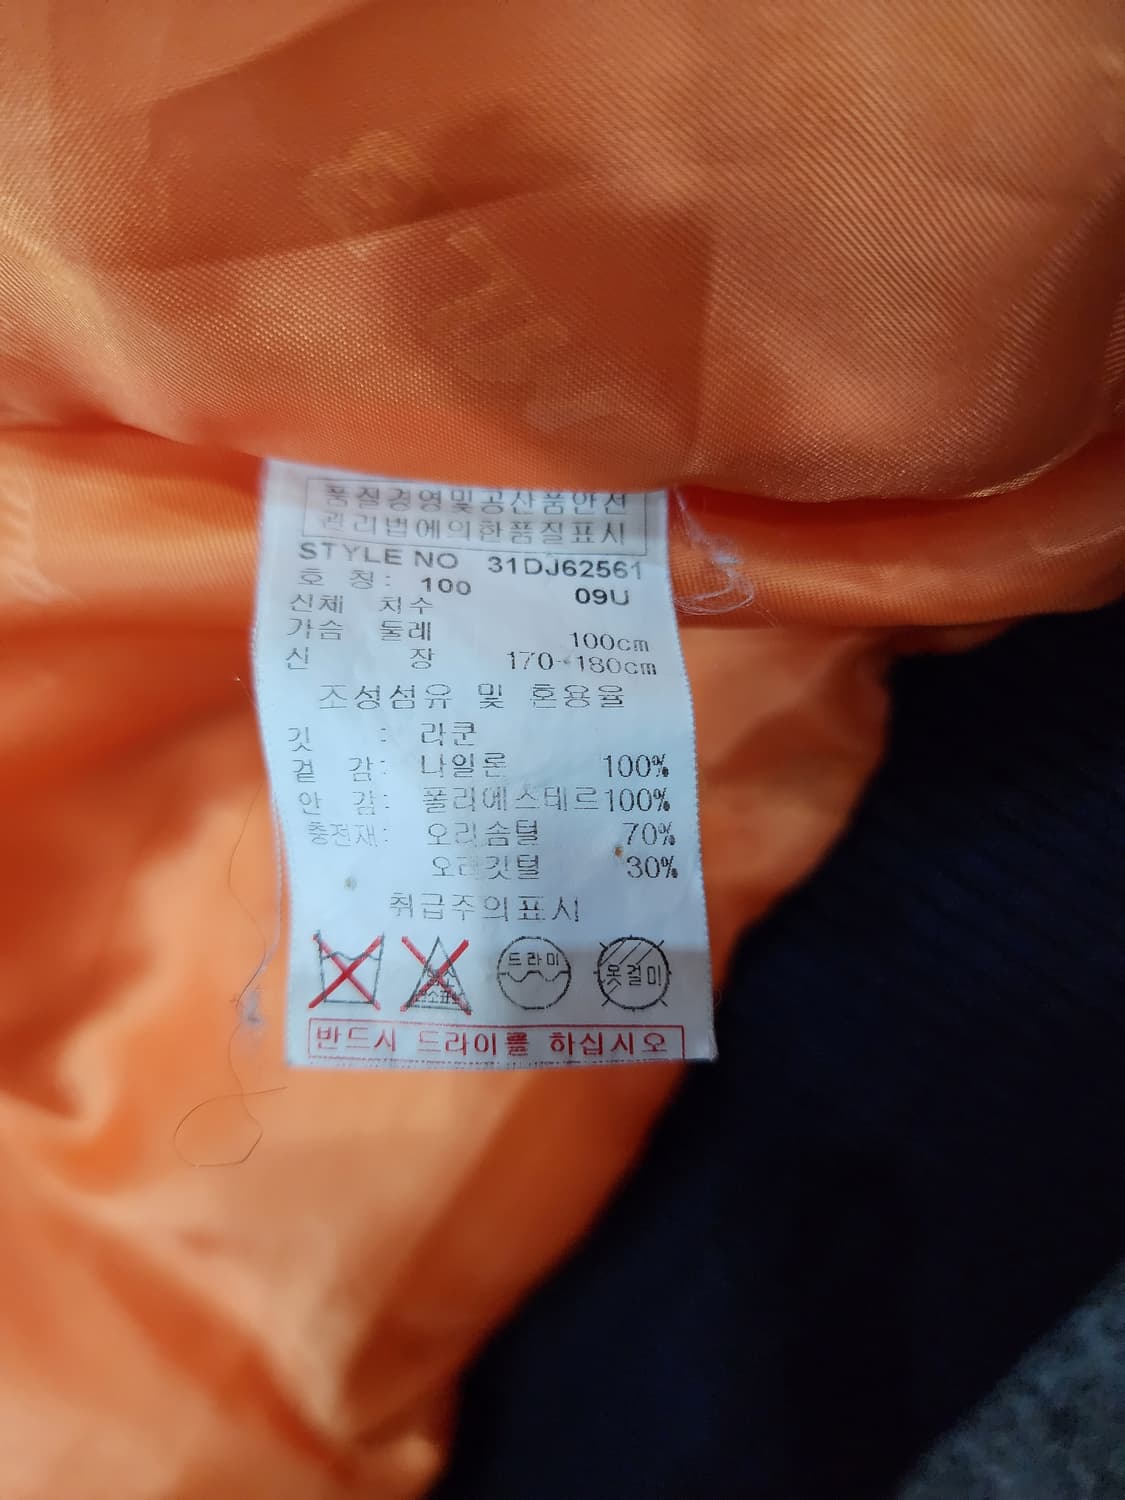 품질경영및공산품안전
관리법에의한품질표시
STYLE NO 31DJ62561
호 칭: 100 09U
신체 치수
가슴 둘레 100cm
신 장 170-180cm
조성섬유 및 혼용율
깃 : 라쿤
겉 감: 나일론 100%
안 감: 폴리에스테르100%
충전재: 오리솜털 70%
오리깃털 30%
취급주의표시
드라이
옷걸이
반드시 드라이를 하십시오